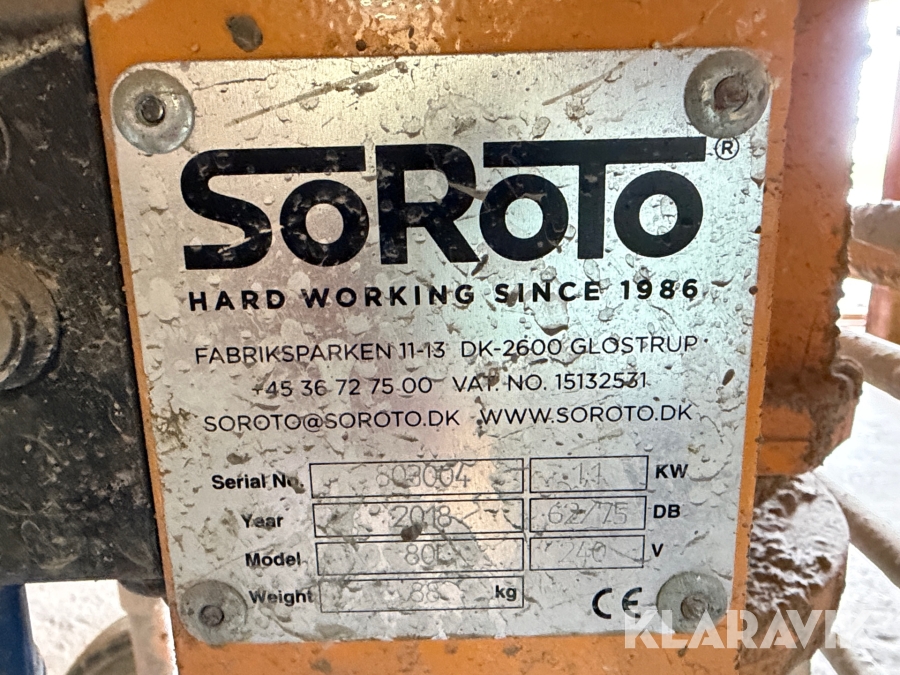 SoRoTo®
HARD WORKING SINCE 1986
FABRIKSPARKEN 11-13 DK-2600 GLOSTRUP
+45 36 72 75 00 VAT. NO. 15132531
SOROTO@SOROTO.DK WWW.SOROTO.DK
Serial No. 603004 1.1 KW
Year 2018 62/75 DB
Model 80L 240 V
Weight 88 kg
CE
KLARAVIK